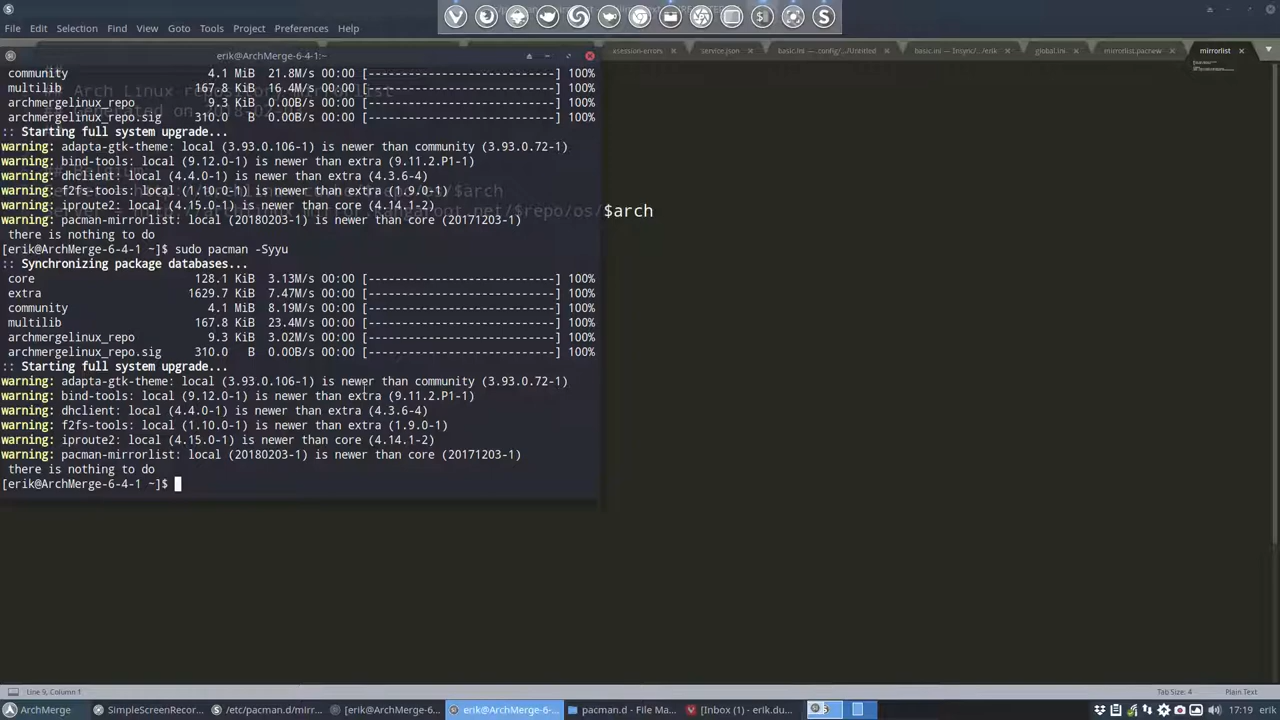 File Edit Selection Find View Goto Tools Project Preferences Help
erik@ArchMerge-6-4-1:~
service.json
basic.ini — .config/.../Untitled
basic.ini — Insync/.../erik
global.ini
mirrorlist.pacnew
mirrorlist
community 4.1 MiB 21.8M/s 00:00 [----------------------] 100%
multilib 167.8 KiB 16.4M/s 00:00 [----------------------] 100%
archmergelinux_repo 9.3 KiB 0.00B/s 00:00 [----------------------] 100%
archmergelinux_repo.sig 310.0 B 0.00B/s 00:00 [----------------------] 100%
:: Starting full system upgrade...
warning: adapta-gtk-theme: local (3.93.0.106-1) is newer than community (3.93.0.72-1)
warning: bind-tools: local (9.12.0-1) is newer than extra (9.11.2.P1-1)
warning: dhclient: local (4.4.0-1) is newer than extra (4.3.6-4)
warning: f2fs-tools: local (1.10.0-1) is newer than extra (1.9.0-1)
warning: iproute2: local (4.15.0-1) is newer than core (4.14.1-2)
$arch
warning: pacman-mirrorlist: local (20180203-1) is newer than core (20171203-1)
there is nothing to do
[erik@ArchMerge-6-4-1 ~]$ sudo pacman -Syyu
:: Synchronizing package databases...
core 128.1 KiB 3.13M/s 00:00 [----------------------] 100%
extra 1629.7 KiB 7.47M/s 00:00 [----------------------] 100%
community 4.1 MiB 8.19M/s 00:00 [----------------------] 100%
multilib 167.8 KiB 23.4M/s 00:00 [----------------------] 100%
archmergelinux_repo 9.3 KiB 3.02M/s 00:00 [----------------------] 100%
archmergelinux_repo.sig 310.0 B 0.00B/s 00:00 [----------------------] 100%
:: Starting full system upgrade...
warning: adapta-gtk-theme: local (3.93.0.106-1) is newer than community (3.93.0.72-1)
warning: bind-tools: local (9.12.0-1) is newer than extra (9.11.2.P1-1)
warning: dhclient: local (4.4.0-1) is newer than extra (4.3.6-4)
warning: f2fs-tools: local (1.10.0-1) is newer than extra (1.9.0-1)
warning: iproute2: local (4.15.0-1) is newer than core (4.14.1-2)
warning: pacman-mirrorlist: local (20180203-1) is newer than core (20171203-1)
there is nothing to do
[erik@ArchMerge-6-4-1 ~]$
Line 9, Column 1 Tab Size: 4 Plain Text
ArchMerge SimpleScreenRecor... /etc/pacman.d/mirr... [erik@ArchMerge-6... erik@ArchMerge-6-... pacman.d - File Ma... [Inbox (1) - erik.du... 17:19 erik